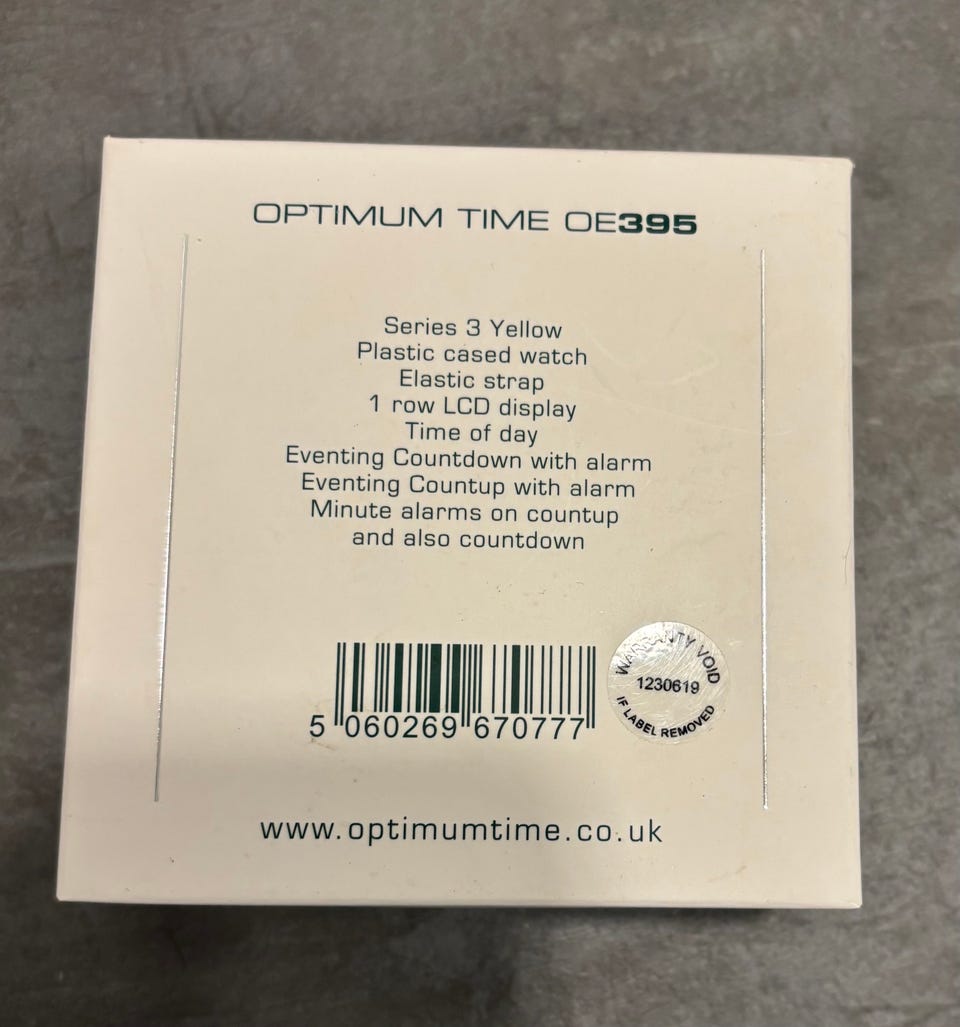 OPTIMUM TIME OE395
Series 3 Yellow
Plastic cased watch
Elastic strap
1 row LCD display
Time of day
Eventing Countdown with alarm
Eventing Countup with alarm
Minute alarms on countup
and also countdown
5 060269 670777
WARRANTY VOID
1230619
IF LABEL REMOVED
www.optimumtime.co.uk